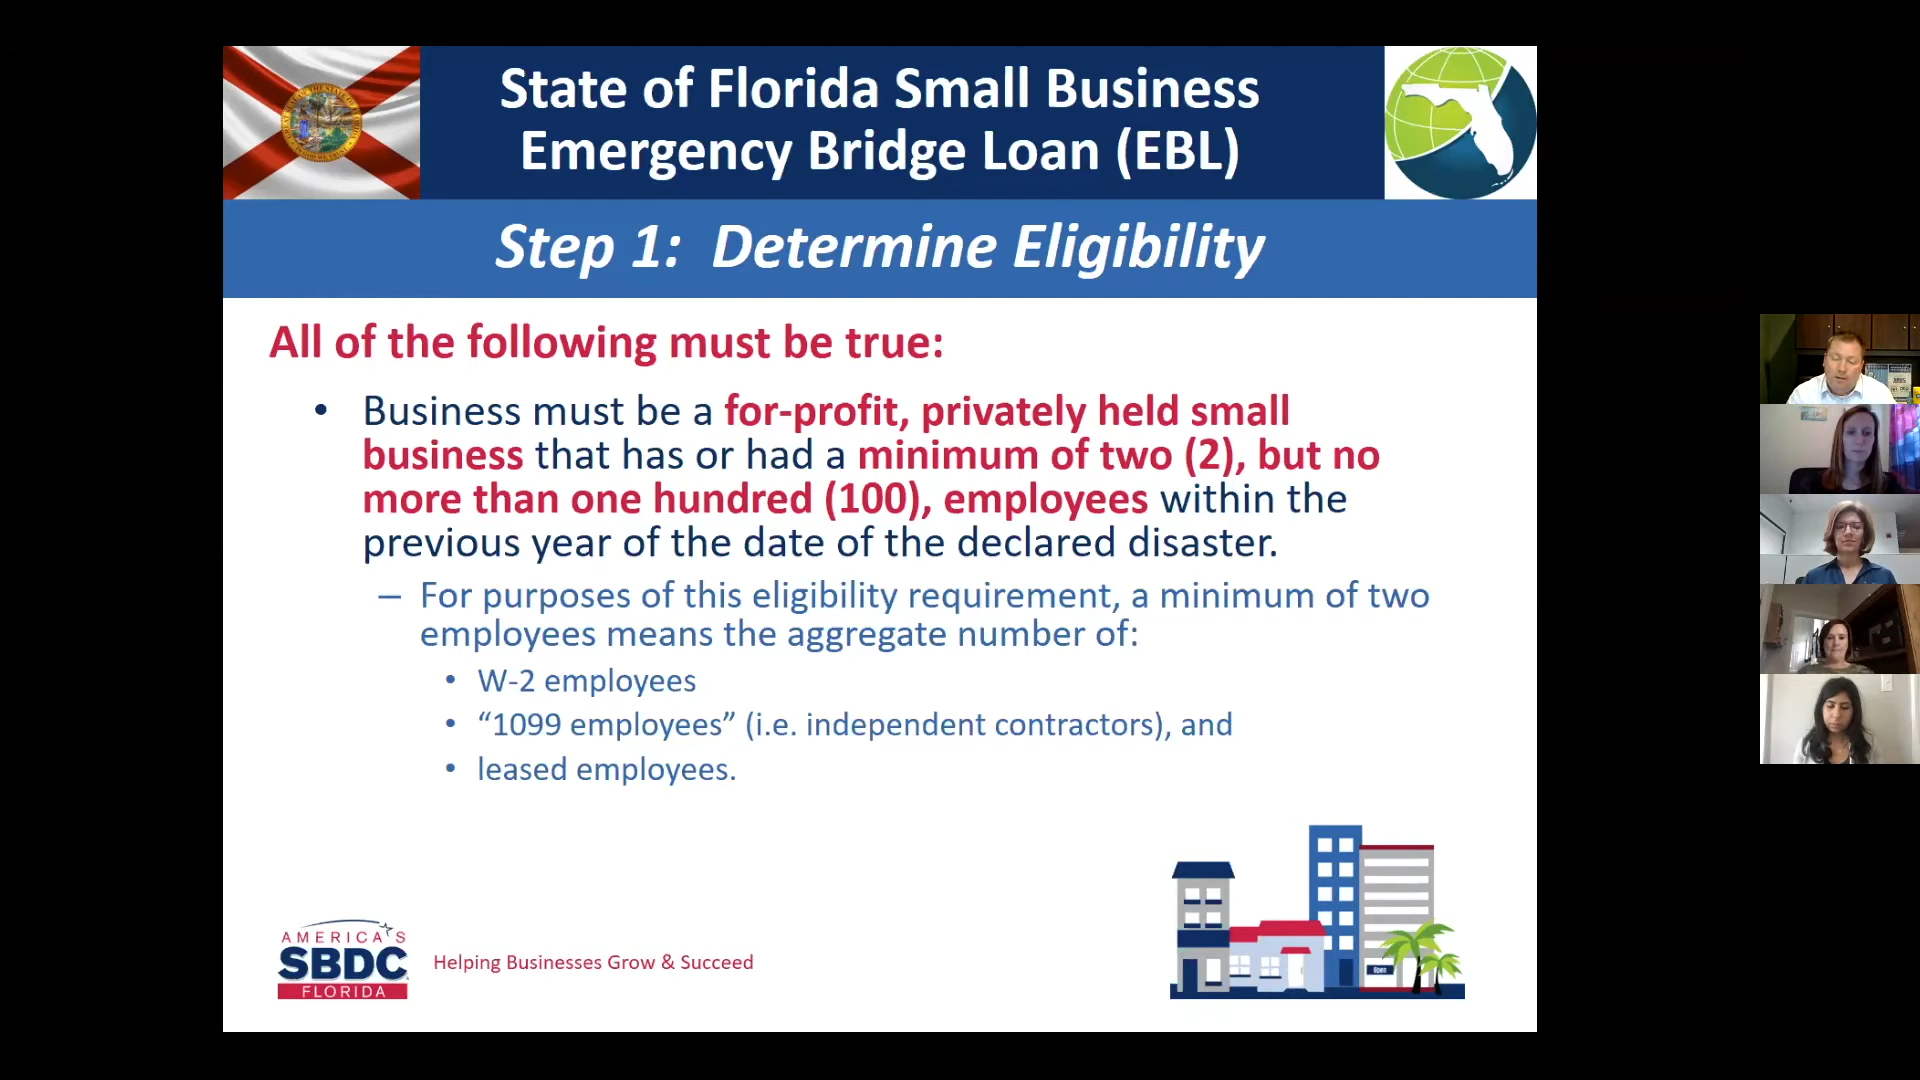 State of Florida Small Business
Emergency Bridge Loan (EBL)
Step 1: Determine Eligibility
All of the following must be true:
• Business must be a for-profit, privately held small
business that has or had a minimum of two (2), but no
more than one hundred (100), employees within the
previous year of the date of the declared disaster.
– For purposes of this eligibility requirement, a minimum of two
employees means the aggregate number of:
• W-2 employees
• “1099 employees” (i.e. independent contractors), and
• leased employees.
AMERICA'S
SBDC
FLORIDA
Helping Businesses Grow & Succeed
Open